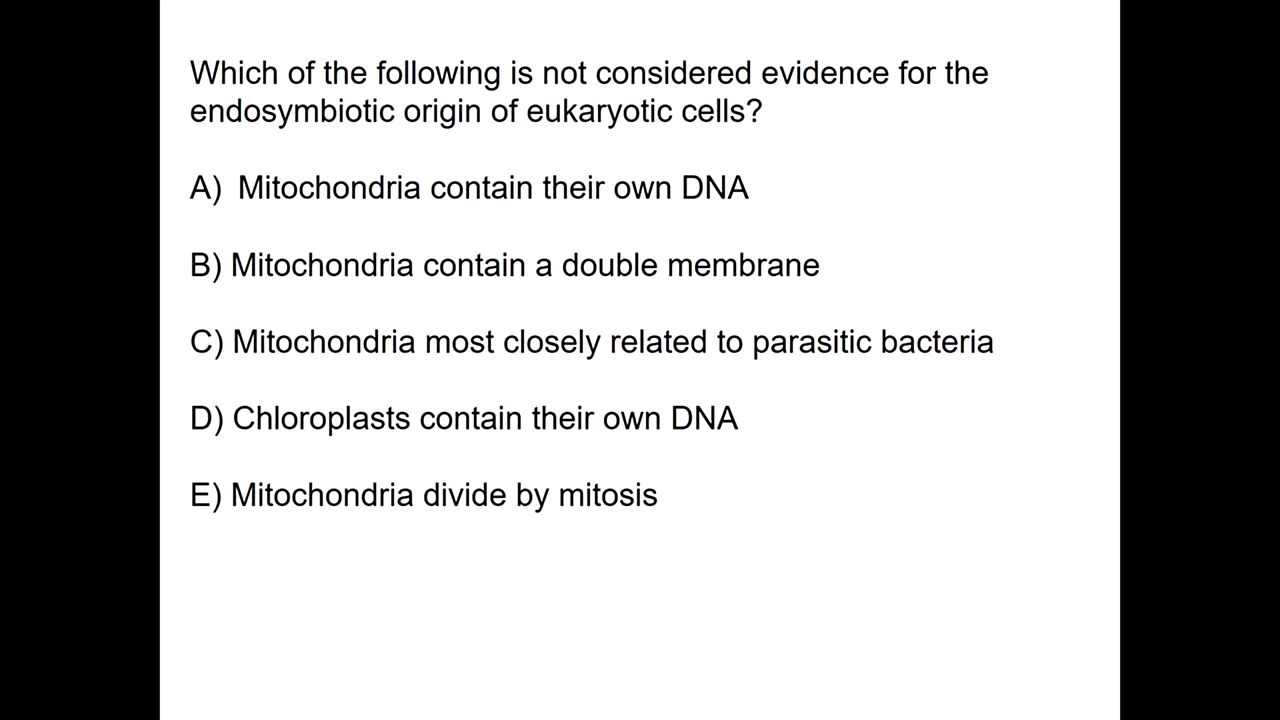 Which of the following is not considered evidence for the
endosymbiotic origin of eukaryotic cells?
A) Mitochondria contain their own DNA
B) Mitochondria contain a double membrane
C) Mitochondria most closely related to parasitic bacteria
D) Chloroplasts contain their own DNA
E) Mitochondria divide by mitosis